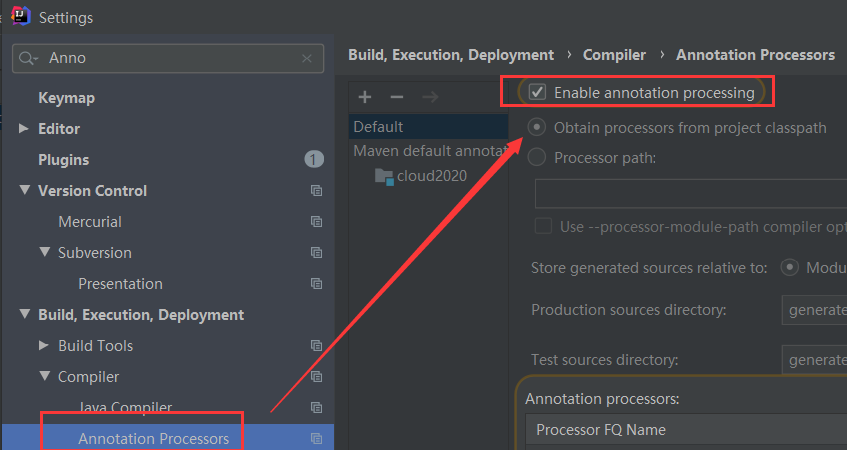 Settings
Anno
Keymap
Editor
Plugins 1
Version Control
Mercurial
Subversion
Presentation
Build, Execution, Deployment
Build Tools
Compiler
Java Compiler
Annotation Processors
Build, Execution, Deployment › Compiler › Annotation Processors
Default
Maven default annotat
cloud2020
Enable annotation processing
Obtain processors from project classpath
Processor path:
Use --processor-module-path compiler opt
Store generated sources relative to: Modu
Production sources directory: generate
Test sources directory: generate
Annotation processors:
Processor FQ Name